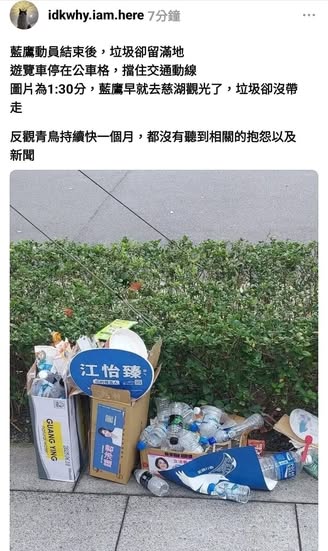 idkwhy.iam.here 7分鐘
藍鷹動員結束後，垃圾卻留滿地
遊覽車停在公車格，擋住交通動線
圖片為1:30分，藍鷹早就去慈湖觀光了，垃圾卻沒帶
走
反觀青鳥持續快一個月，都沒有聽到相關的抱怨以及
新聞
江怡臻
GUANG YING